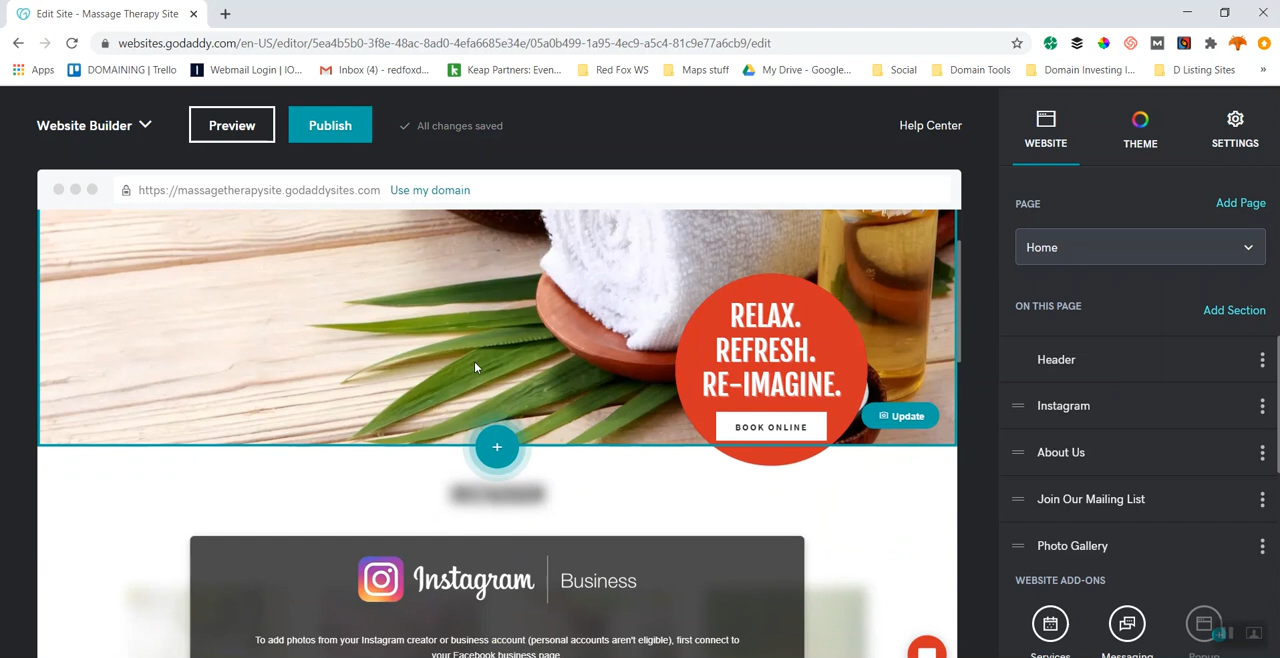 Edit Site - Massage Therapy Site
websites.godaddy.com/en-US/editor/5ea4b5b0-3f8e-48ac-8ad0-4efa6685e34e/05a0b499-1a95-4ec9-a5c4-81c9e77a6cb9/edit
Apps DOMAINING | Trello Webmail Login | IO... Inbox (4) - redfoxd... Keap Partners: Even... Red Fox WS Maps stuff My Drive - Google... Social Domain Tools Domain Investing I... D Listing Sites »
Website Builder Preview Publish All changes saved Help Center
WEBSITE THEME SETTINGS
https://massagetherapysite.godaddysites.com Use my domain
PAGE Add Page
Home
ON THIS PAGE Add Section
Header
Instagram
About Us
Join Our Mailing List
Photo Gallery
WEBSITE ADD-ONS
Services Messaging Popup
RELAX.
REFRESH.
RE-IMAGINE.
BOOK ONLINE
Update
+
Instagram | Business
To add photos from your Instagram creator or business account (personal accounts aren't eligible), first connect to
your Facebook business page